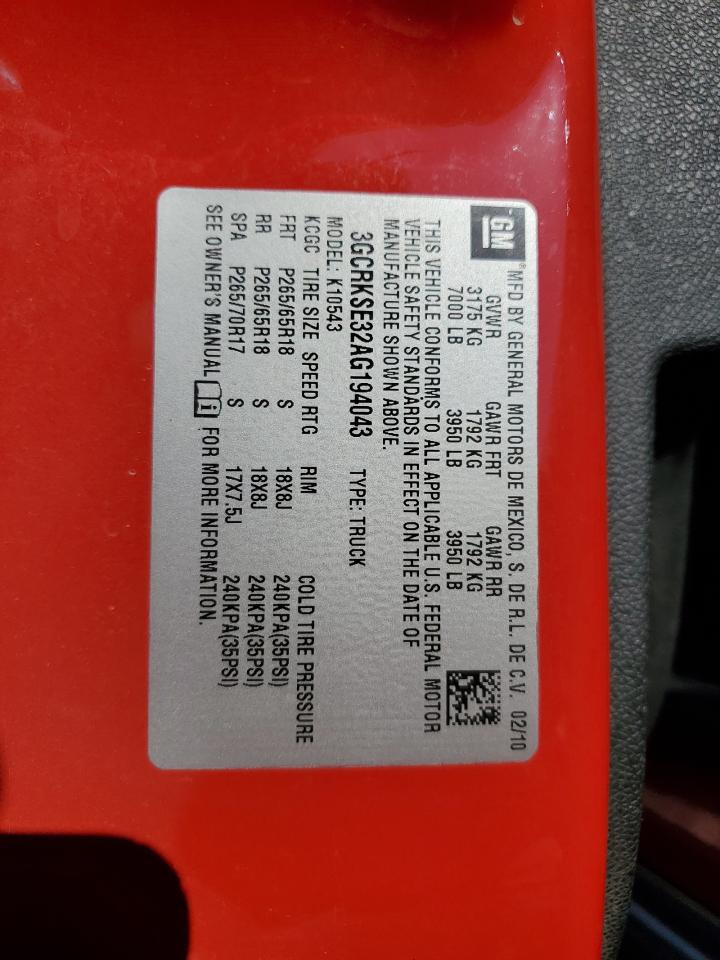 GM® MFD BY GENERAL MOTORS DE MEXICO, S. DE R.L. DE C.V. 02/10
GVWR GAWR FRT GAWR RR
3175 KG 1792 KG 1792 KG
7000 LB 3950 LB 3950 LB
THIS VEHICLE CONFORMS TO ALL APPLICABLE U.S. FEDERAL MOTOR
VEHICLE SAFETY STANDARDS IN EFFECT ON THE DATE OF
MANUFACTURE SHOWN ABOVE.
3GCRKSE32AG194043 TYPE: TRUCK
MODEL: K10543
KCGC TIRE SIZE SPEED RTG RIM COLD TIRE PRESSURE
FRT P265/65R18 S 18X8J 240KPA(35PSI)
RR P265/65R18 S 18X8J 240KPA(35PSI)
SPA P265/70R17 S 17X7.5J 240KPA(35PSI)
SEE OWNER'S MANUAL FOR MORE INFORMATION.